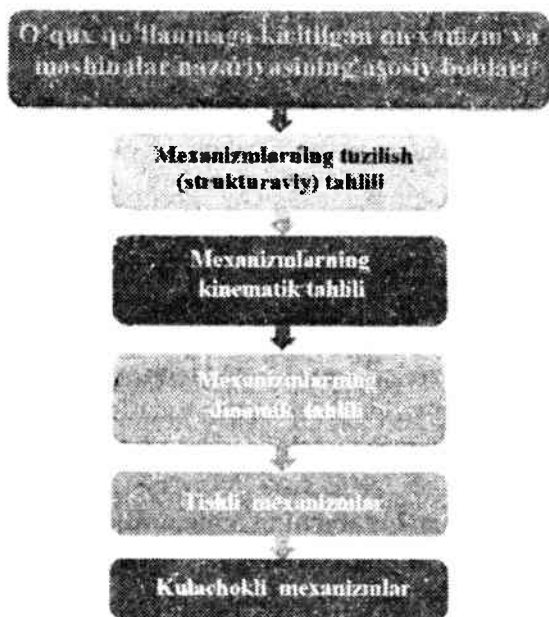 O'quv qo'llanmaga kiritilgan mexanizm va
mashinalar nazariyasining asosiy boblari
Mexanizmlarning tuzilish
(strukturaviy) tahlili
Mexanizmlarning
kinematik tahlili
Mexanizmlarning
dinamik tahlili
Tishli mexanizmlar
Kulachokli mexanizmlar